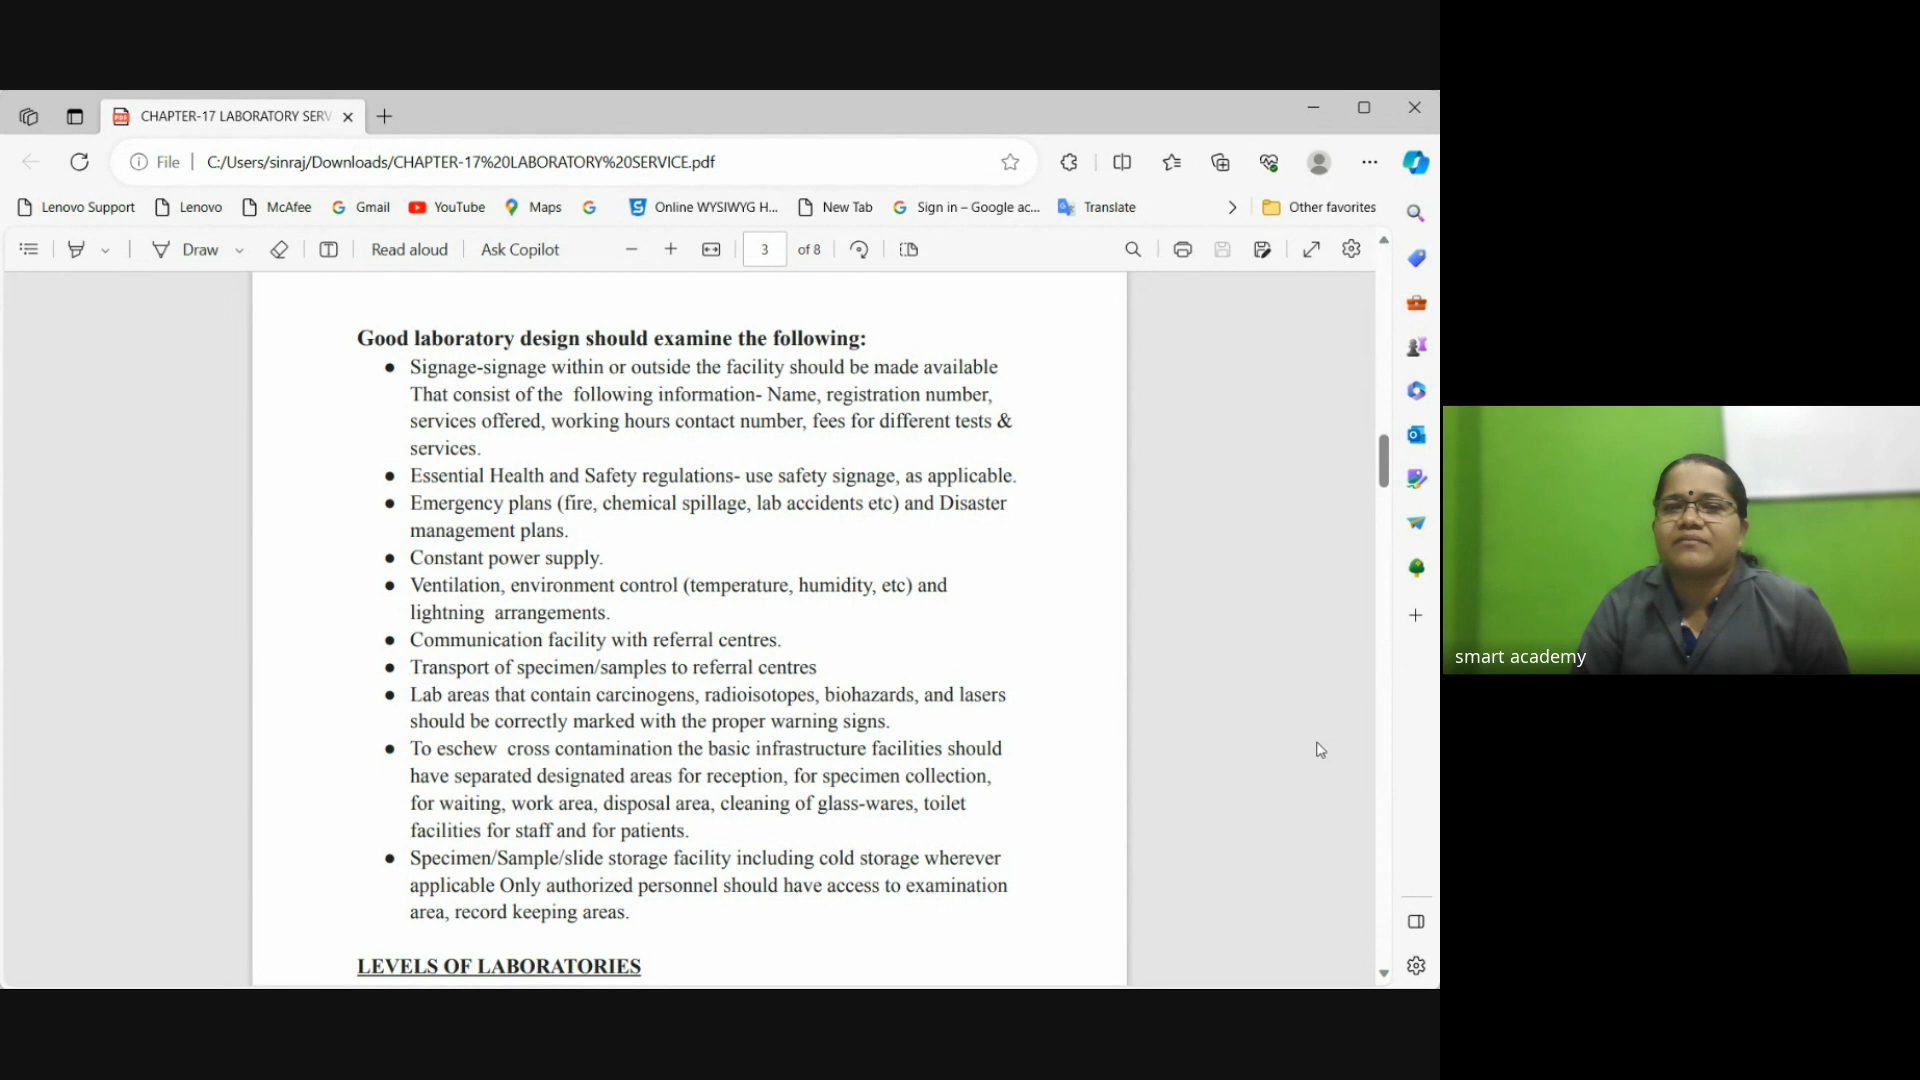 CHAPTER-17 LABORATORY SERV
File
C:/Users/sinraj/Downloads/CHAPTER-17%20LABORATORY%20SERVICE.pdf
Lenovo Support Lenovo McAfee Gmail YouTube Maps Online WYSIWYG H... New Tab Sign in – Google ac... Translate Other favorites
Draw Read aloud Ask Copilot 3 of 8
Good laboratory design should examine the following:
● Signage-signage within or outside the facility should be made available
That consist of the following information- Name, registration number,
services offered, working hours contact number, fees for different tests &
services.
● Essential Health and Safety regulations- use safety signage, as applicable.
● Emergency plans (fire, chemical spillage, lab accidents etc) and Disaster
management plans.
● Constant power supply.
● Ventilation, environment control (temperature, humidity, etc) and
lightning arrangements.
● Communication facility with referral centres.
● Transport of specimen/samples to referral centres
● Lab areas that contain carcinogens, radioisotopes, biohazards, and lasers
should be correctly marked with the proper warning signs.
● To eschew cross contamination the basic infrastructure facilities should
have separated designated areas for reception, for specimen collection,
for waiting, work area, disposal area, cleaning of glass-wares, toilet
facilities for staff and for patients.
● Specimen/Sample/slide storage facility including cold storage wherever
applicable Only authorized personnel should have access to examination
area, record keeping areas.
LEVELS OF LABORATORIES
smart academy